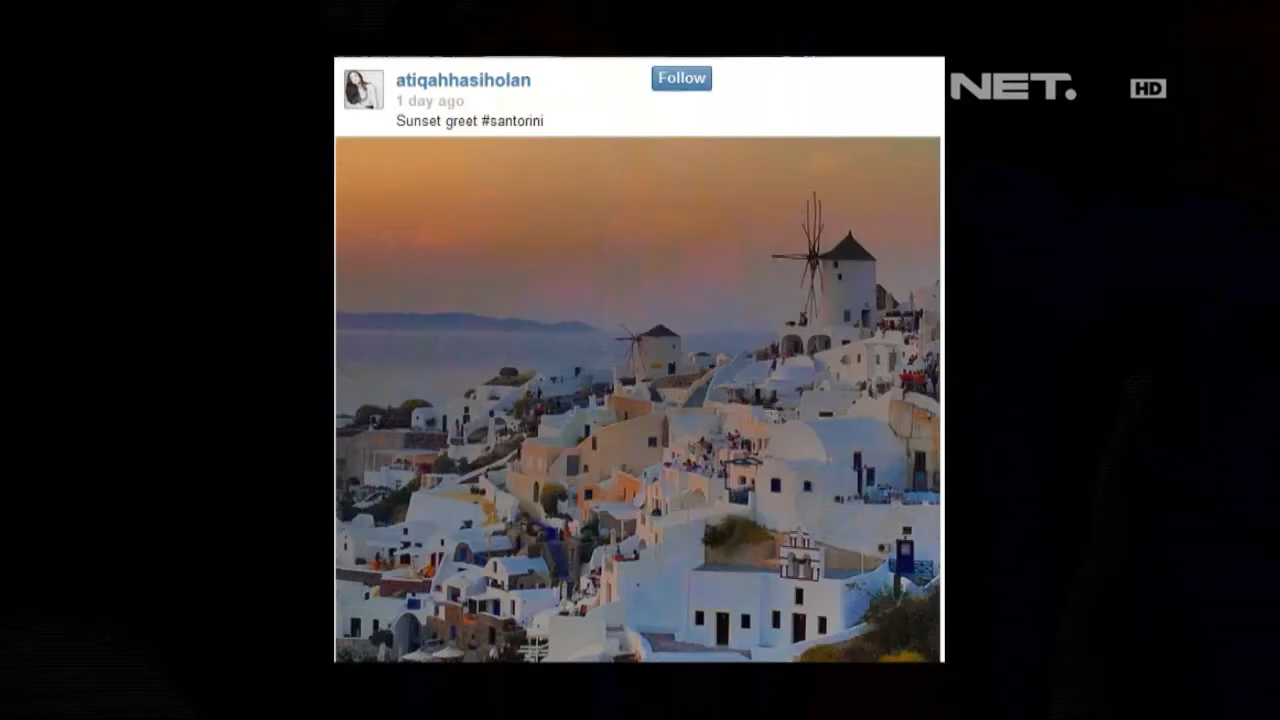 atiqahhasiholan
Follow
1 day ago
Sunset greet #santorini
NET.
HD